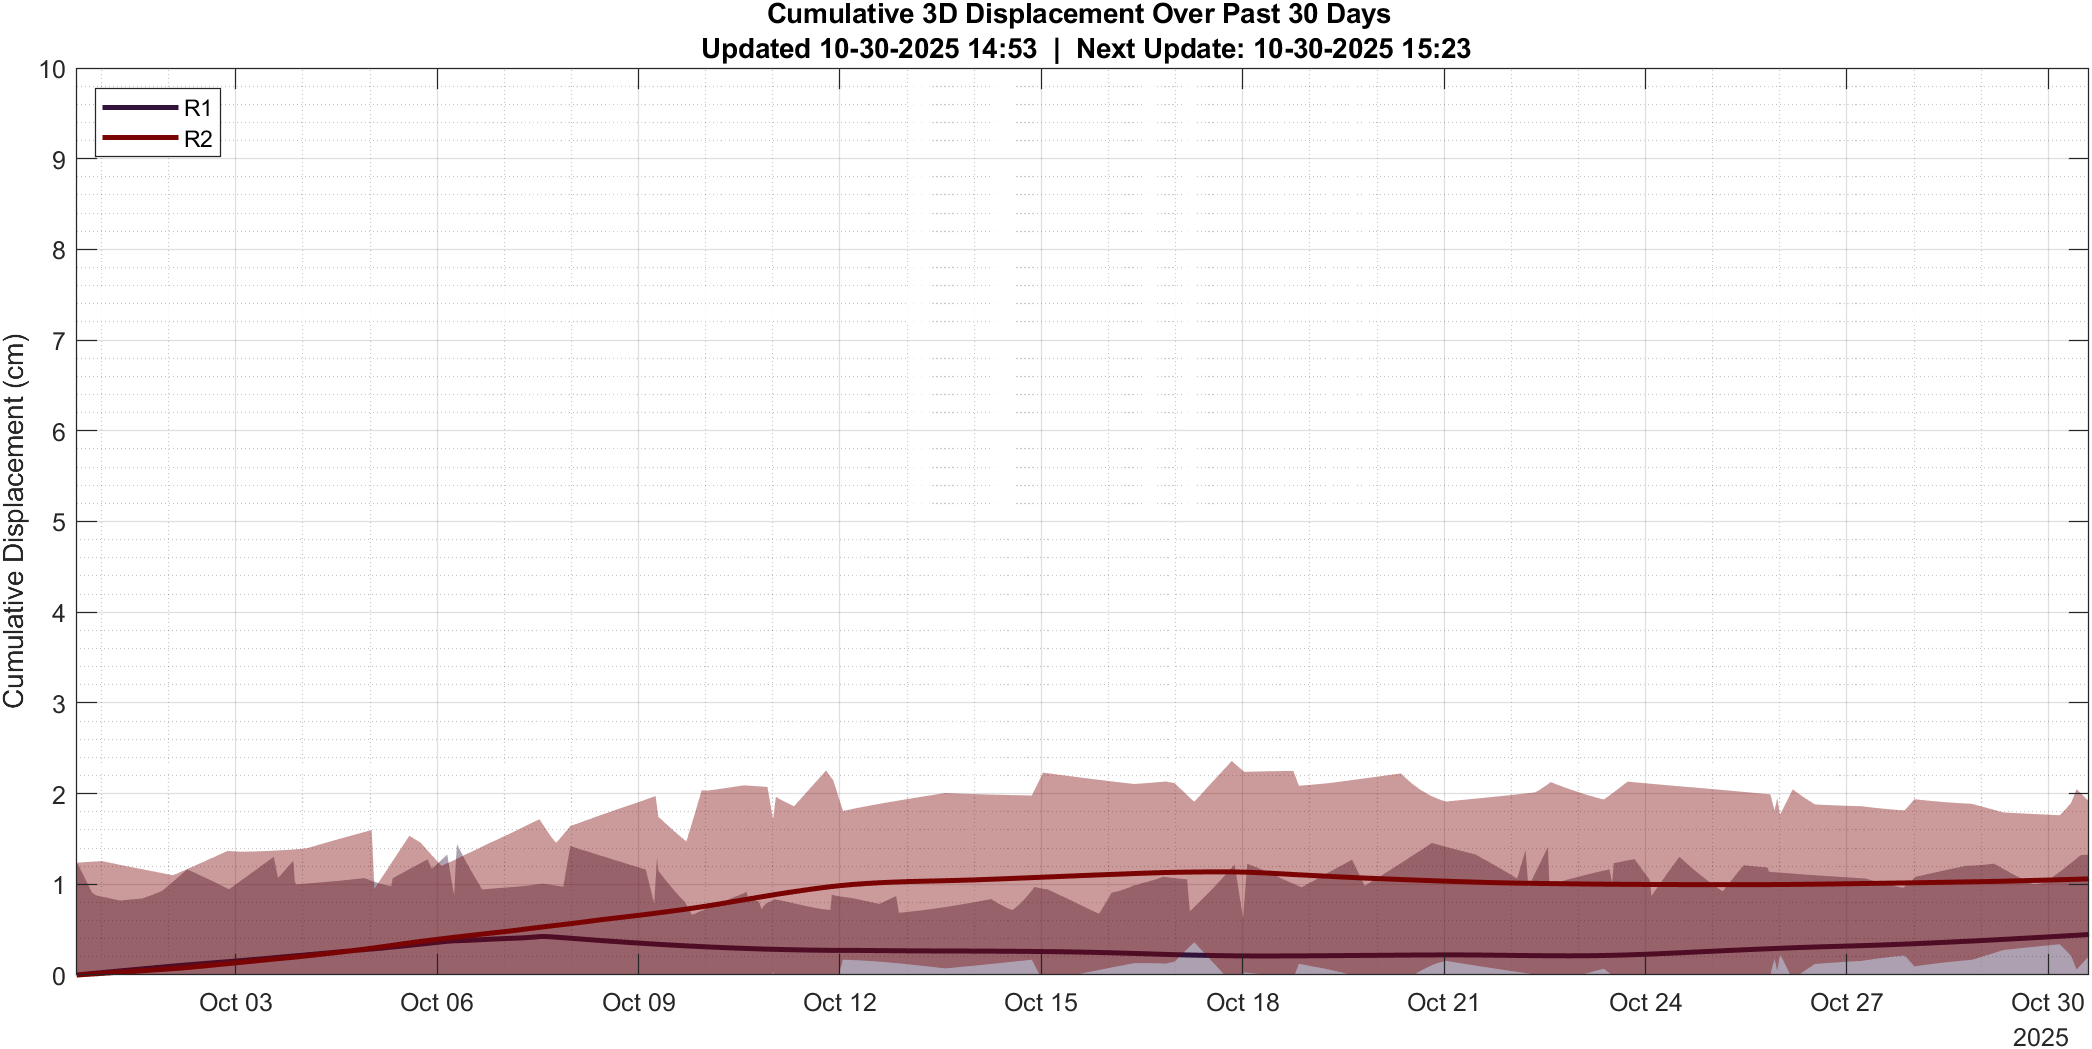 Cumulative 3D Displacement Over Past 30 Days
Updated 10-30-2025 14:53 | Next Update: 10-30-2025 15:23
R1
R2
Cumulative Displacement (cm)
10
9
8
7
6
5
4
3
2
1
0
Oct 03 Oct 06 Oct 09 Oct 12 Oct 15 Oct 18 Oct 21 Oct 24 Oct 27 Oct 30
2025